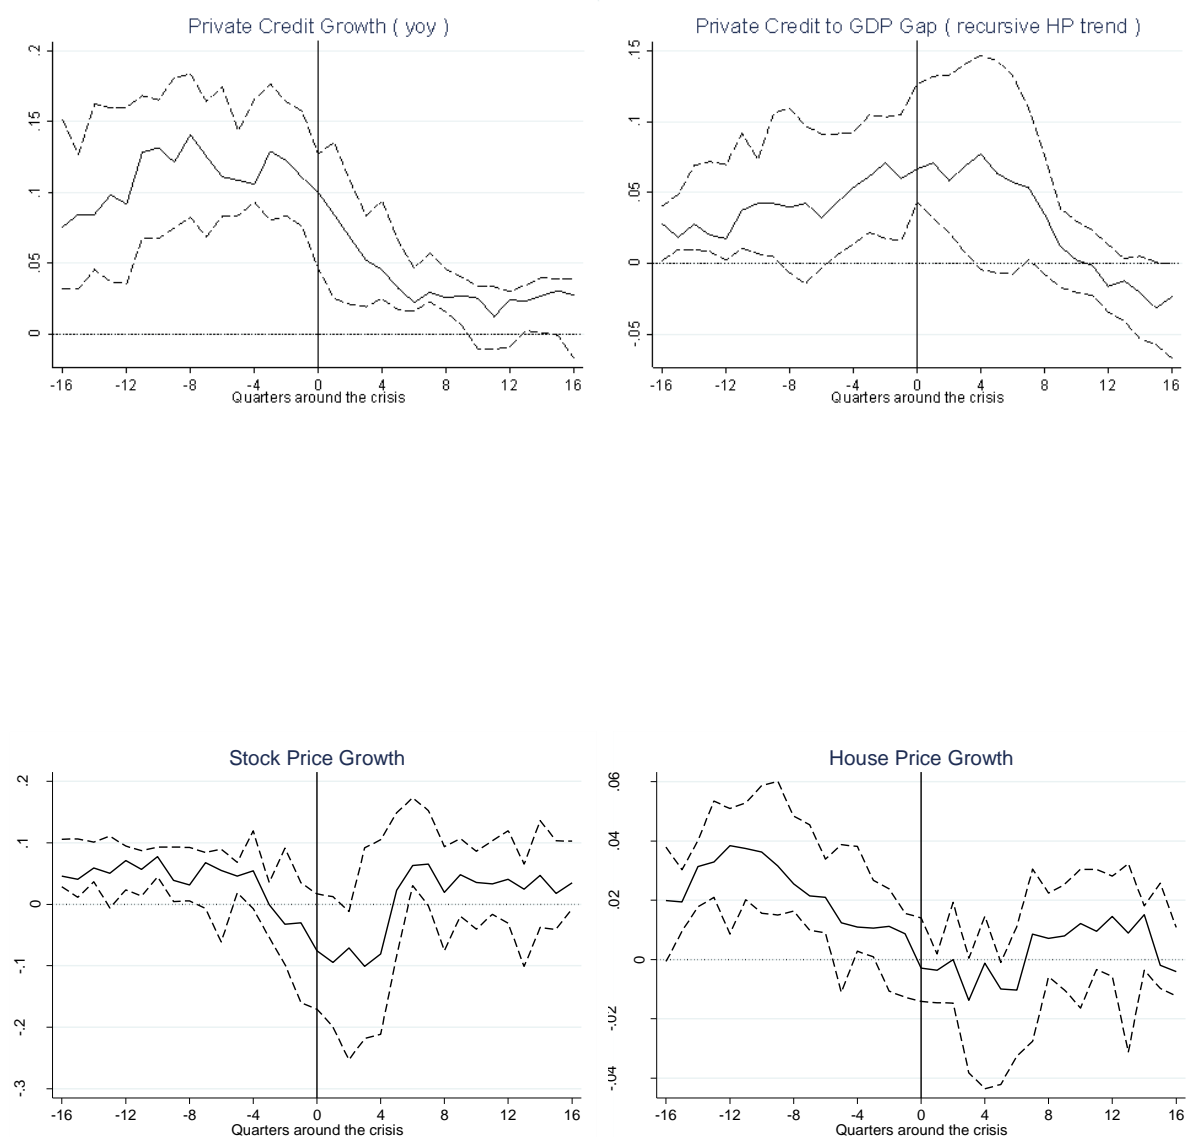 Private Credit Growth ( yoy )
.2
.15
.1
.05
0
-16 -12 -8 -4 0 4 8 12 16
Quarters around the crisis
Private Credit to GDP Gap ( recursive HP trend )
.15
.1
.05
0
-.05
-16 -12 -8 -4 0 4 8 12 16
Quarters around the crisis
Stock Price Growth
.2
.1
0
-.1
-.2
-.3
-16 -12 -8 -4 0 4 8 12 16
Quarters around the crisis
House Price Growth
.06
.04
.02
0
-.02
-.04
-16 -12 -8 -4 0 4 8 12 16
Quarters around the crisis